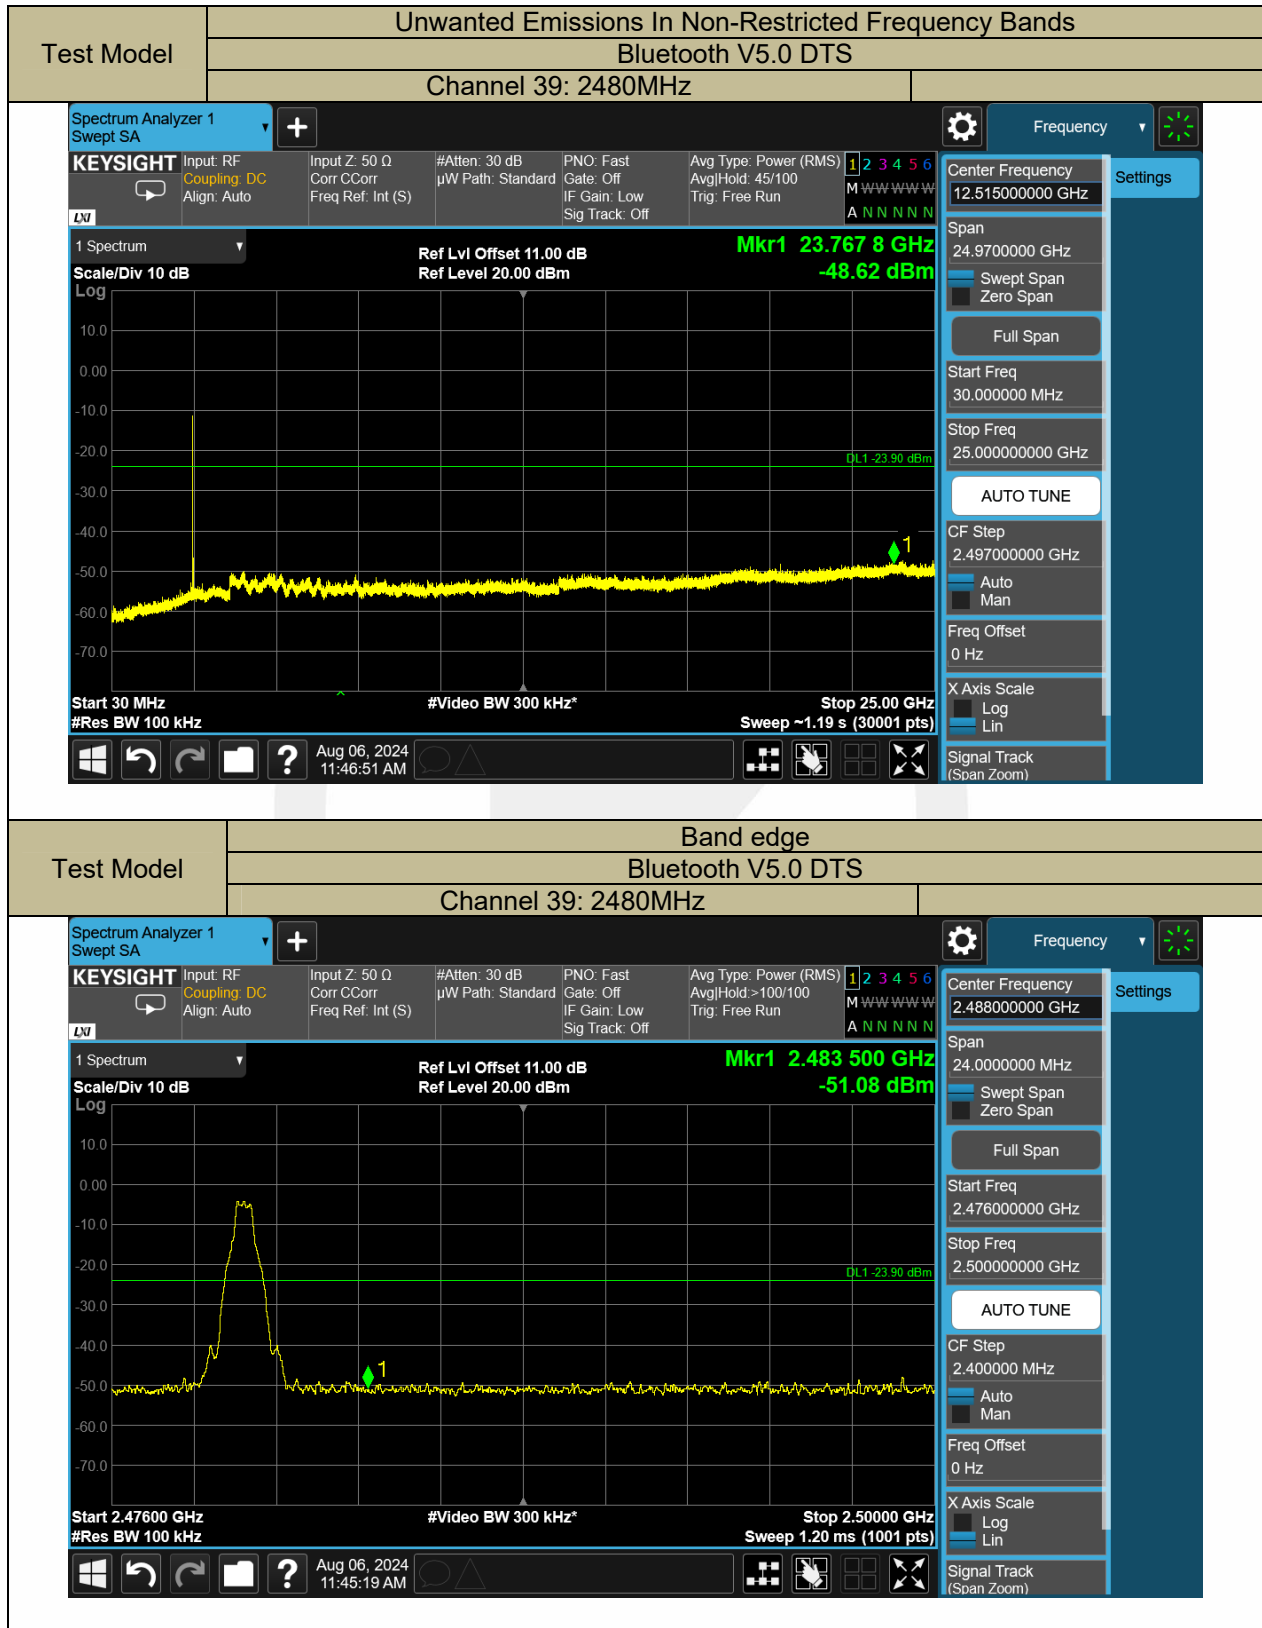 Test Model
Unwanted Emissions In Non-Restricted Frequency Bands
Bluetooth V5.0 DTS
Channel 39: 2480MHz
Spectrum Analyzer 1
Swept SA
Frequency
KEYSIGHT
LXI
Input: RF
Coupling: DC
Align: Auto
Input Z: 50 Ω
Corr CCorr
Freq Ref: Int (S)
#Atten: 30 dB
µW Path: Standard
PNO: Fast
Gate: Off
IF Gain: Low
Sig Track: Off
Avg Type: Power (RMS)
Avg|Hold: 45/100
Trig: Free Run
1 2 3 4 5 6
M W W W W W
A N N N N N
1 Spectrum
Scale/Div 10 dB
Log
Ref Lvl Offset 11.00 dB
Ref Level 20.00 dBm
Mkr1 23.767 8 GHz
-48.62 dBm
10.0
0.00
-10.0
-20.0
-30.0
-40.0
-50.0
-60.0
-70.0
DL1 -23.90 dBm
1
Start 30 MHz
#Res BW 100 kHz
#Video BW 300 kHz*
Stop 25.00 GHz
Sweep ~1.19 s (30001 pts)
Aug 06, 2024
11:46:51 AM
Center Frequency
12.515000000 GHz
Span
24.9700000 GHz
Swept Span
Zero Span
Full Span
Start Freq
30.000000 MHz
Stop Freq
25.000000000 GHz
AUTO TUNE
CF Step
2.497000000 GHz
Auto
Man
Freq Offset
0 Hz
X Axis Scale
Log
Lin
Signal Track
(Span Zoom)
Settings
Test Model
Band edge
Bluetooth V5.0 DTS
Channel 39: 2480MHz
Spectrum Analyzer 1
Swept SA
Frequency
KEYSIGHT
LXI
Input: RF
Coupling: DC
Align: Auto
Input Z: 50 Ω
Corr CCorr
Freq Ref: Int (S)
#Atten: 30 dB
µW Path: Standard
PNO: Fast
Gate: Off
IF Gain: Low
Sig Track: Off
Avg Type: Power (RMS)
Avg|Hold:>100/100
Trig: Free Run
1 2 3 4 5 6
M W W W W W
A N N N N N
1 Spectrum
Scale/Div 10 dB
Log
Ref Lvl Offset 11.00 dB
Ref Level 20.00 dBm
Mkr1 2.483 500 GHz
-51.08 dBm
10.0
0.00
-10.0
-20.0
-30.0
-40.0
-50.0
-60.0
-70.0
DL1 -23.90 dBm
1
Start 2.47600 GHz
#Res BW 100 kHz
#Video BW 300 kHz*
Stop 2.50000 GHz
Sweep 1.20 ms (1001 pts)
Aug 06, 2024
11:45:19 AM
Center Frequency
2.488000000 GHz
Span
24.0000000 MHz
Swept Span
Zero Span
Full Span
Start Freq
2.476000000 GHz
Stop Freq
2.500000000 GHz
AUTO TUNE
CF Step
2.400000 MHz
Auto
Man
Freq Offset
0 Hz
X Axis Scale
Log
Lin
Signal Track
(Span Zoom)
Settings